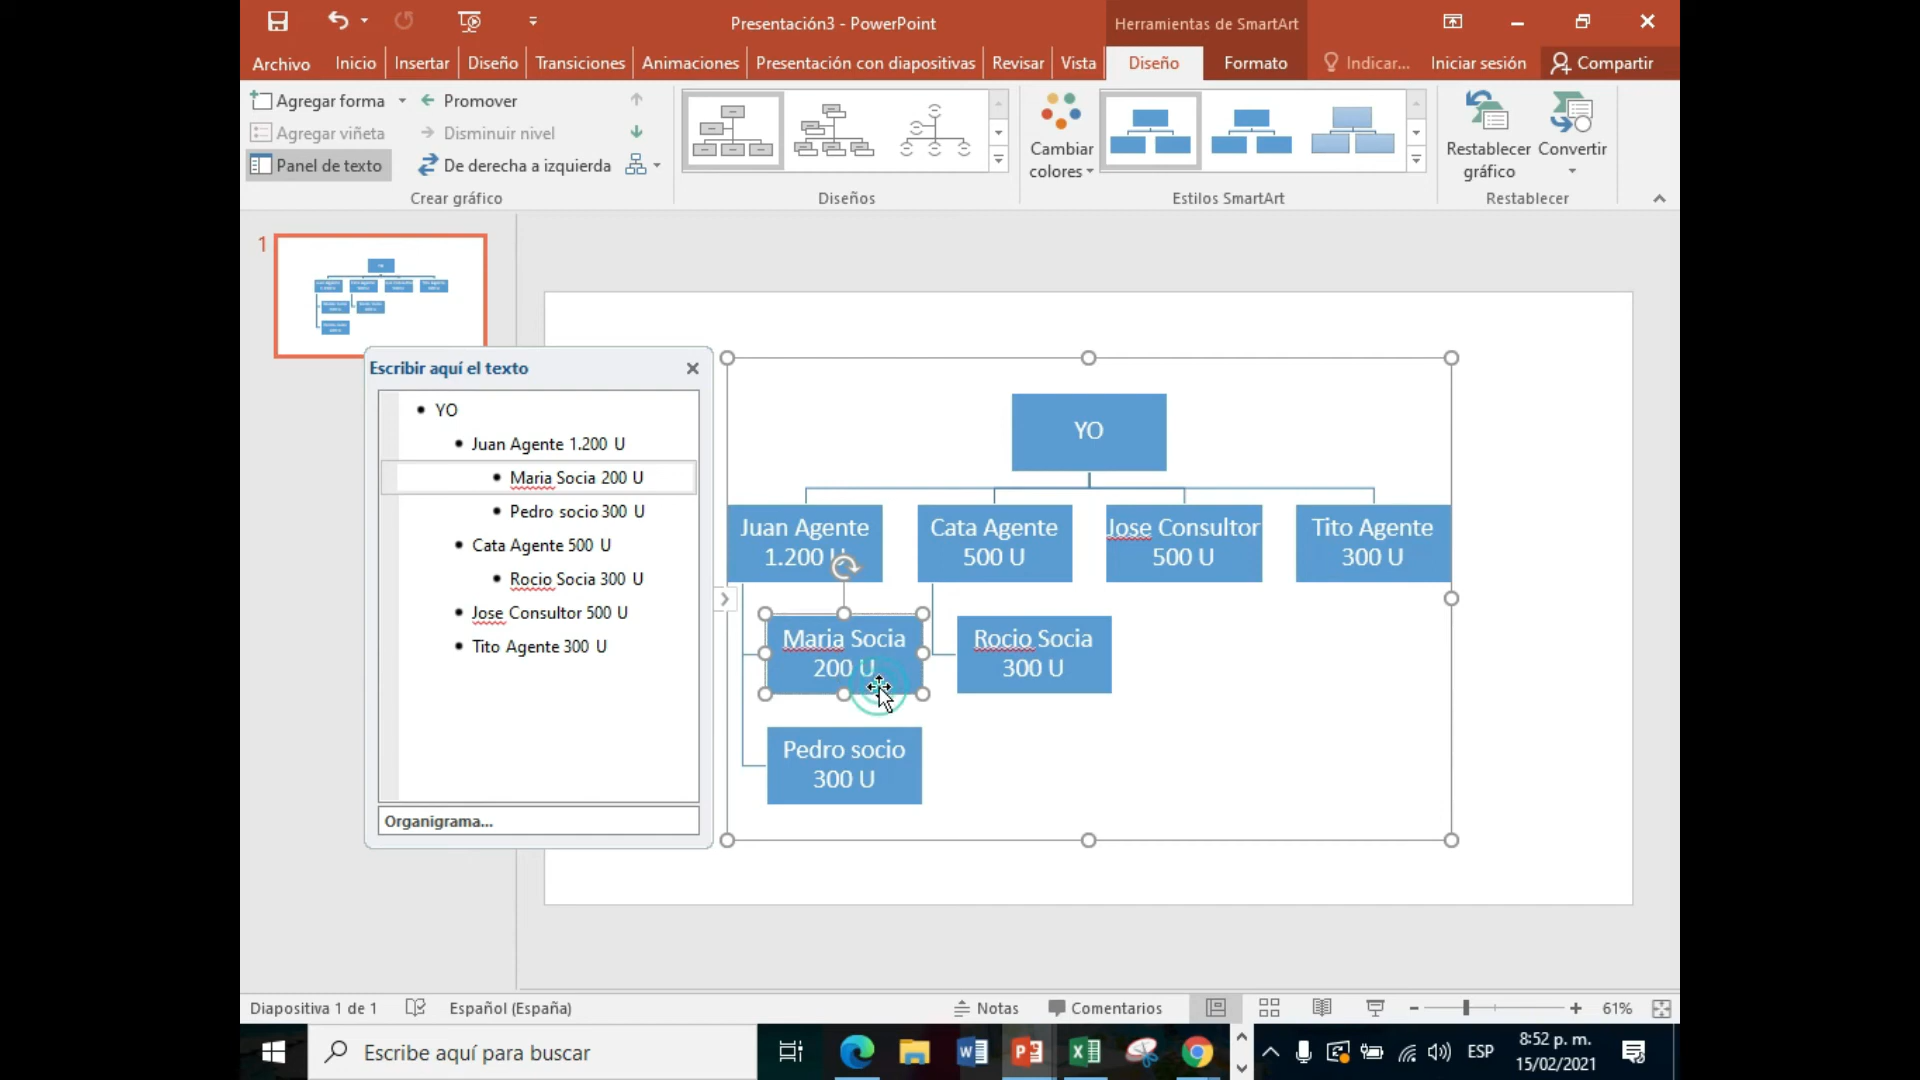 Presentación3 - PowerPoint
Herramientas de SmartArt
Archivo
Inicio
Insertar
Diseño
Transiciones
Animaciones
Presentación con diapositivas
Revisar
Vista
Diseño
Formato
Indicar...
Iniciar sesión
Compartir
Agregar forma
Promover
Agregar viñeta
Disminuir nivel
Panel de texto
De derecha a izquierda
Crear gráfico
Diseños
Cambiar
colores
Estilos SmartArt
Restablecer
gráfico
Convertir
Restablecer
1
Escribir aquí el texto
YO
Juan Agente 1.200 U
Maria Socia 200 U
Pedro socio 300 U
Cata Agente 500 U
Rocio Socia 300 U
Jose Consultor 500 U
Tito Agente 300 U
Organigrama...
YO
Juan Agente
1.200 U
Cata Agente
500 U
Jose Consultor
500 U
Tito Agente
300 U
Maria Socia
200 U
Rocio Socia
300 U
Pedro socio
300 U
Diapositiva 1 de 1
Español (España)
Notas
Comentarios
61%
Escribe aquí para buscar
ESP
8:52 p. m.
15/02/2021